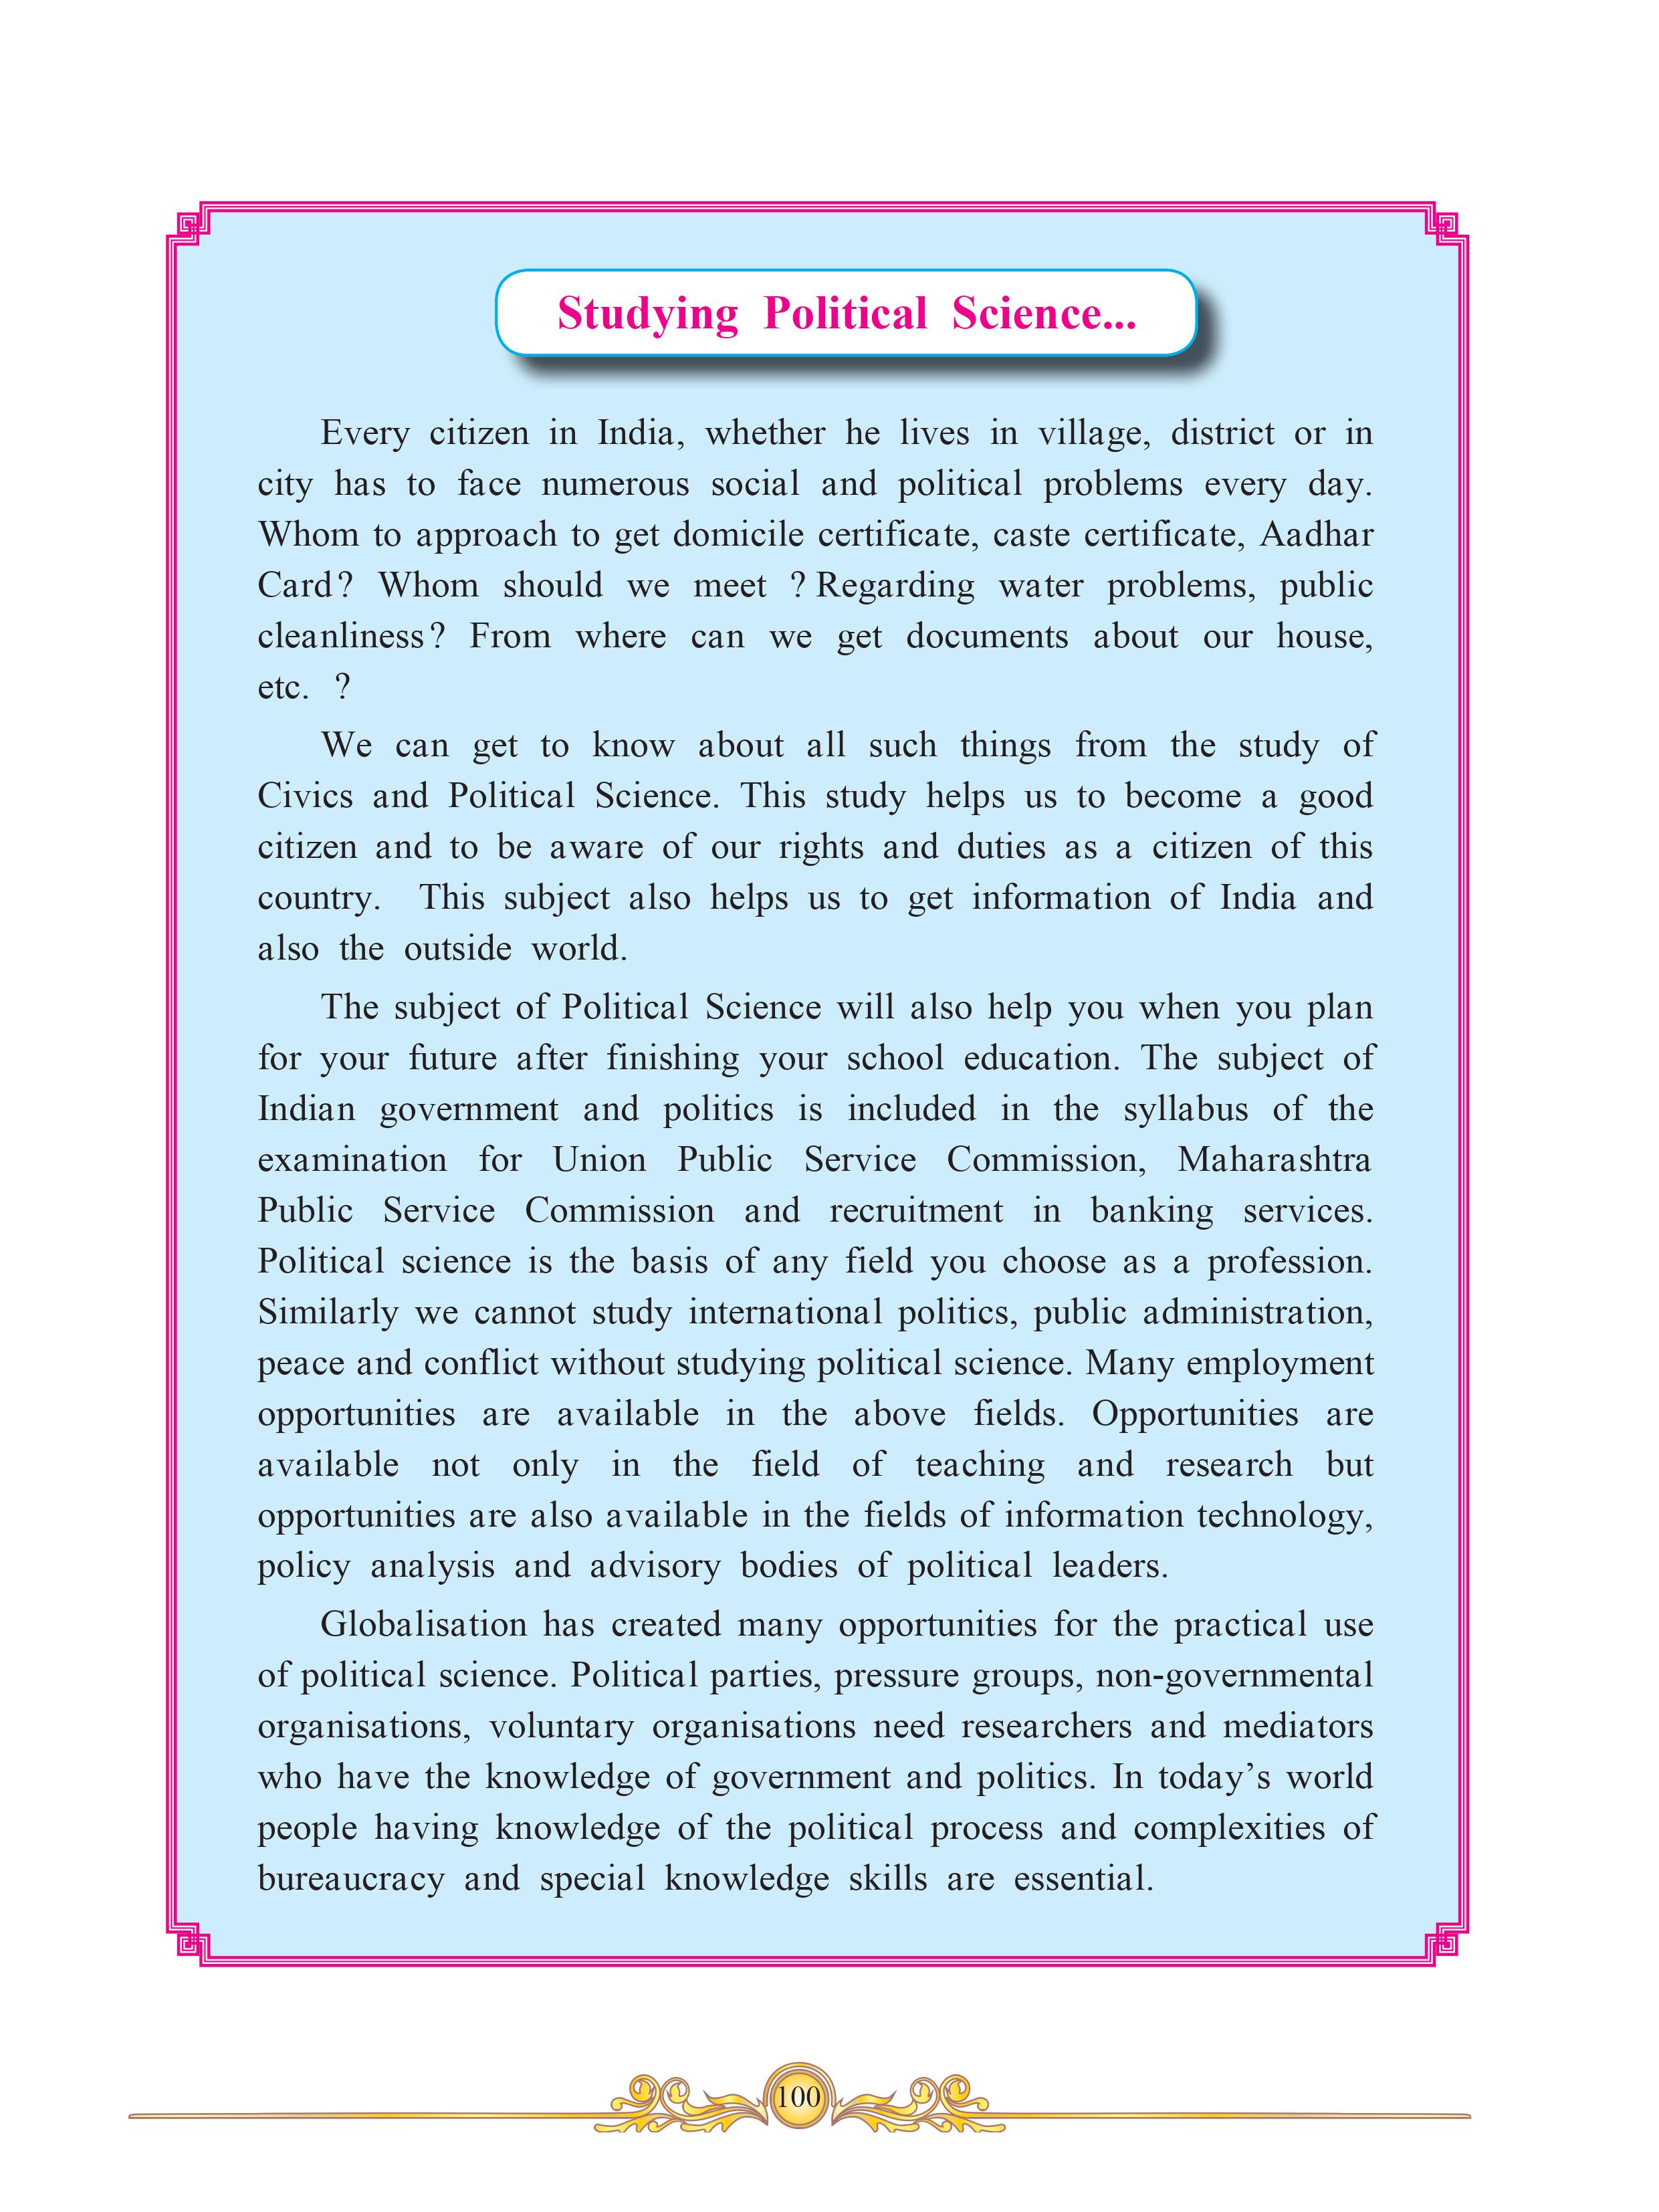 Studying Political Science...
Every citizen in India, whether he lives in village, district or in
city has to face numerous social and political problems every day.
Whom to approach to get domicile certificate, caste certificate, Aadhar
Card? Whom should we meet ? Regarding water problems, public
cleanliness? From where can we get documents about our house,
etc. ?
We can get to know about all such things from the study of
Civics and Political Science. This study helps us to become a good
citizen and to be aware of our rights and duties as a citizen of this
country. This subject also helps us to get information of India and
also the outside world.
The subject of Political Science will also help you when you plan
for your future after finishing your school education. The subject of
Indian government and politics is included in the syllabus of the
examination for Union Public Service Commission, Maharashtra
Public Service Commission and recruitment in banking services.
Political science is the basis of any field you choose as a profession.
Similarly we cannot study international politics, public administration,
peace and conflict without studying political science. Many employment
opportunities are available in the above fields. Opportunities are
available not only in the field of teaching and research but
opportunities are also available in the fields of information technology,
policy analysis and advisory bodies of political leaders.
Globalisation has created many opportunities for the practical use
of political science. Political parties, pressure groups, non-governmental
organisations, voluntary organisations need researchers and mediators
who have the knowledge of government and politics. In today’s world
people having knowledge of the political process and complexities of
bureaucracy and special knowledge skills are essential.
100